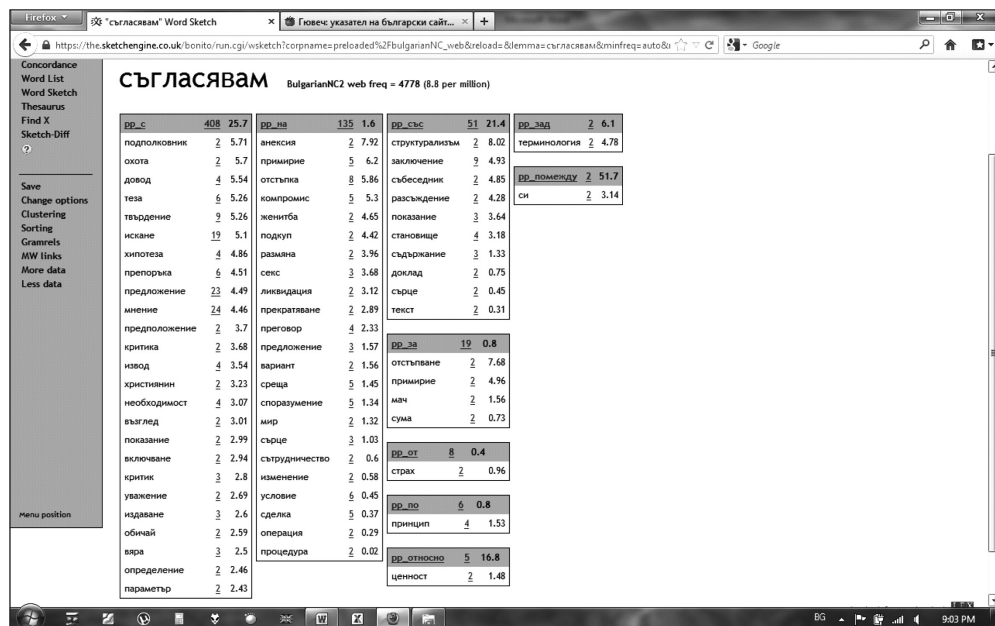 Firefox
"съгласявам" Word Sketch
Гювеч: указател на български сайт...
https://the.sketchengine.co.uk/bonito/run.cgi/wsketch?corpname=preloaded%2FbulgarianNC_web&reload=&lemma=съгласявам&minfreq=auto&
Google
Concordance
Word List
Word Sketch
Thesaurus
Find X
Sketch-Diff
?
Save
Change options
Clustering
Sorting
Gramrels
MW links
More data
Less data
Menu position
съгласявам BulgarianNC2 web freq = 4778 (8.8 per million)
pp_с 408 25.7
подполковник 2 5.71
охота 2 5.7
довод 4 5.54
теза 6 5.26
твърдение 9 5.26
искане 19 5.1
хипотеза 4 4.86
препоръка 6 4.51
предложение 23 4.49
мнение 24 4.46
предположение 2 3.7
критика 2 3.68
извод 4 3.54
християнин 2 3.23
необходимост 4 3.07
възглед 2 3.01
показание 2 2.99
включване 2 2.94
критик 3 2.8
уважение 2 2.69
издаване 3 2.6
обичай 2 2.59
вяра 3 2.5
определение 2 2.46
параметър 2 2.43
pp_на 135 1.6
анексия 2 7.92
примирие 5 6.2
отстъпка 8 5.86
компромис 5 5.3
женитба 2 4.65
подкуп 2 4.42
размяна 2 3.96
секс 3 3.68
ликвидация 2 3.12
прекратяване 2 2.89
преговор 4 2.33
предложение 3 1.57
вариант 2 1.56
среща 5 1.45
споразумение 5 1.34
мир 2 1.32
сърце 3 1.03
сътрудничество 2 0.6
изменение 2 0.58
условие 6 0.45
сделка 5 0.37
операция 2 0.29
процедура 2 0.02
pp_със 51 21.4
структурализъм 2 8.02
заключение 9 4.93
събеседник 2 4.85
разсъждение 2 4.28
показание 3 3.64
становище 4 3.18
съдържание 3 1.33
доклад 2 0.75
сърце 2 0.45
текст 2 0.31
pp_за 19 0.8
отстъпване 2 7.68
примирие 2 4.96
мач 2 1.56
сума 2 0.73
pp_от 8 0.4
страх 2 0.96
pp_по 6 0.8
принцип 4 1.53
pp_относно 5 16.8
ценност 2 1.48
pp_зад 2 6.1
терминология 2 4.78
pp_помежду 2 51.7
си 2 3.14
BG
9:03 PM